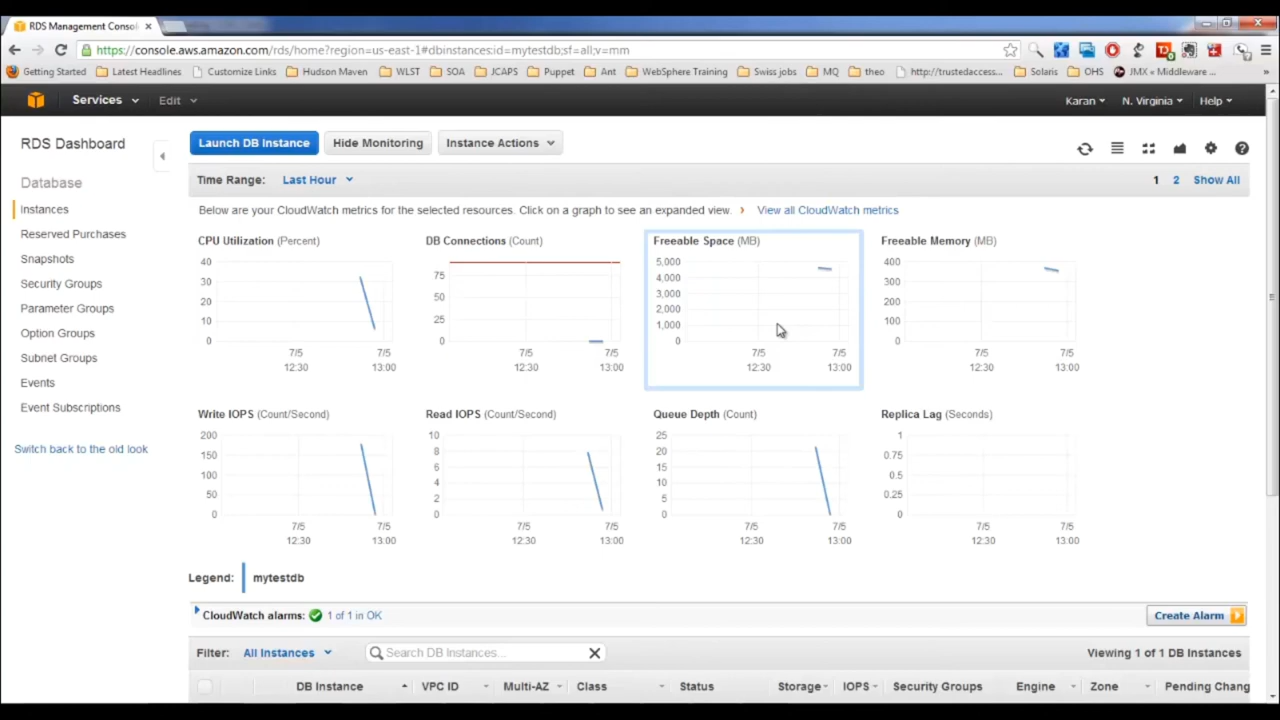 RDS Management Consol
https://console.aws.amazon.com/rds/home?region=us-east-1#dbinstances:id=mytestdb;sf=all;v=mm
Getting Started Latest Headlines Customize Links Hudson Maven WLST SOA JCAPS Puppet Ant WebSphere Training Swiss jobs MQ theo http://trustedaccess... Solaris OHS JMX « Middleware ... »
Services Edit Karan N. Virginia Help
RDS Dashboard
Launch DB Instance Hide Monitoring Instance Actions
Database
Instances
Reserved Purchases
Snapshots
Security Groups
Parameter Groups
Option Groups
Subnet Groups
Events
Event Subscriptions
Switch back to the old look
Time Range: Last Hour 1 2 Show All
Below are your CloudWatch metrics for the selected resources. Click on a graph to see an expanded view. › View all CloudWatch metrics
CPU Utilization (Percent)
40
30
20
10
0
7/5 7/5
12:30 13:00
DB Connections (Count)
75
50
25
0
7/5 7/5
12:30 13:00
Freeable Space (MB)
5,000
4,000
3,000
2,000
1,000
0
7/5 7/5
12:30 13:00
Freeable Memory (MB)
400
300
200
100
0
7/5 7/5
12:30 13:00
Write IOPS (Count/Second)
200
150
100
50
0
7/5 7/5
12:30 13:00
Read IOPS (Count/Second)
10
8
6
4
2
0
7/5 7/5
12:30 13:00
Queue Depth (Count)
25
20
15
10
5
0
7/5 7/5
12:30 13:00
Replica Lag (Seconds)
1
0.75
0.5
0.25
0
7/5 7/5
12:30 13:00
Legend: mytestdb
CloudWatch alarms: 1 of 1 in OK Create Alarm
Filter: All Instances Search DB Instances... Viewing 1 of 1 DB Instances
DB Instance VPC ID Multi-AZ Class Status Storage IOPS Security Groups Engine Zone Pending Chang